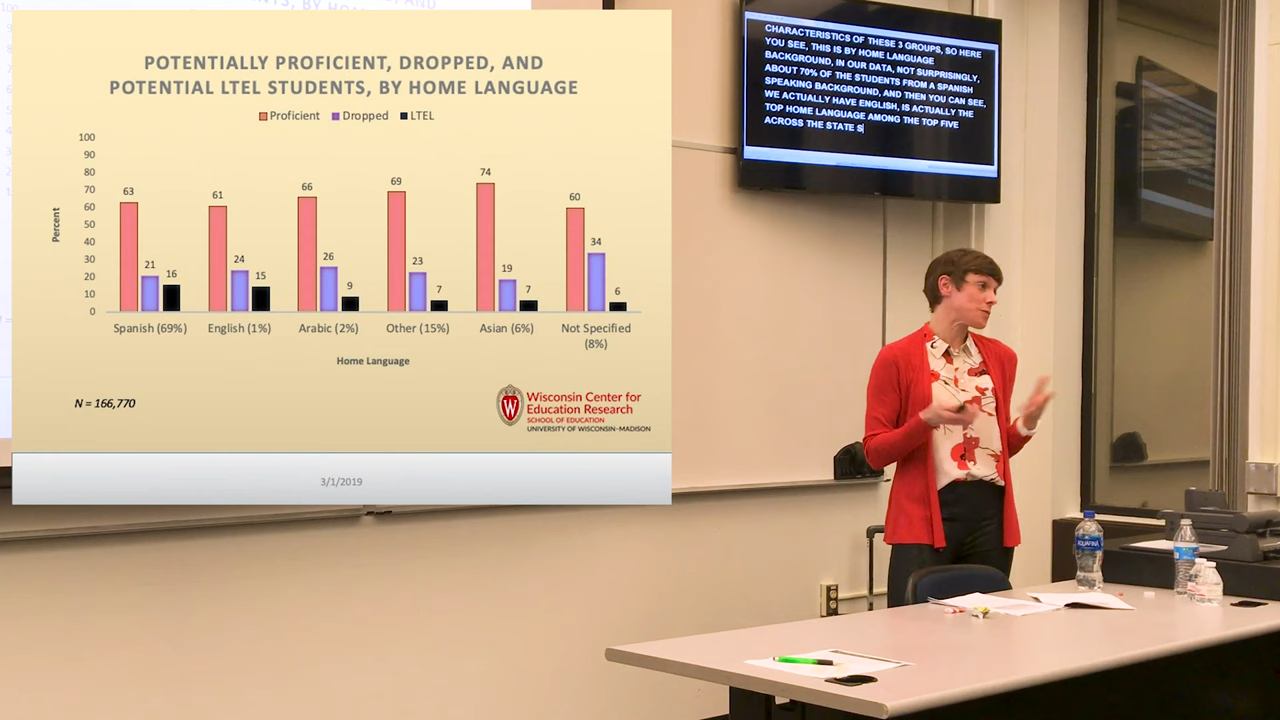 POTENTIALLY PROFICIENT, DROPPED, AND
POTENTIAL LTEL STUDENTS, BY HOME LANGUAGE
Proficient Dropped LTEL
100
90
80
70
60
50
40
30
20
10
0
Percent
63 21 16
61 24 15
66 26 9
69 23 7
74 19 7
60 34 6
Spanish (69%) English (1%) Arabic (2%) Other (15%) Asian (6%) Not Specified
(8%)
Home Language
N = 166,770
W
Wisconsin Center for
Education Research
SCHOOL OF EDUCATION
UNIVERSITY OF WISCONSIN–MADISON
3/1/2019
CHARACTERISTICS OF THESE 3 GROUPS, SO HERE
YOU SEE, THIS IS BY HOME LANGUAGE
BACKGROUND, IN OUR DATA, NOT SURPRISINGLY,
ABOUT 70% OF THE STUDENTS FROM A SPANISH
SPEAKING BACKGROUND, AND THEN YOU CAN SEE,
WE ACTUALLY HAVE ENGLISH, IS ACTUALLY THE
TOP HOME LANGUAGE AMONG THE TOP FIVE
ACROSS THE STATE S
AQUAFINA